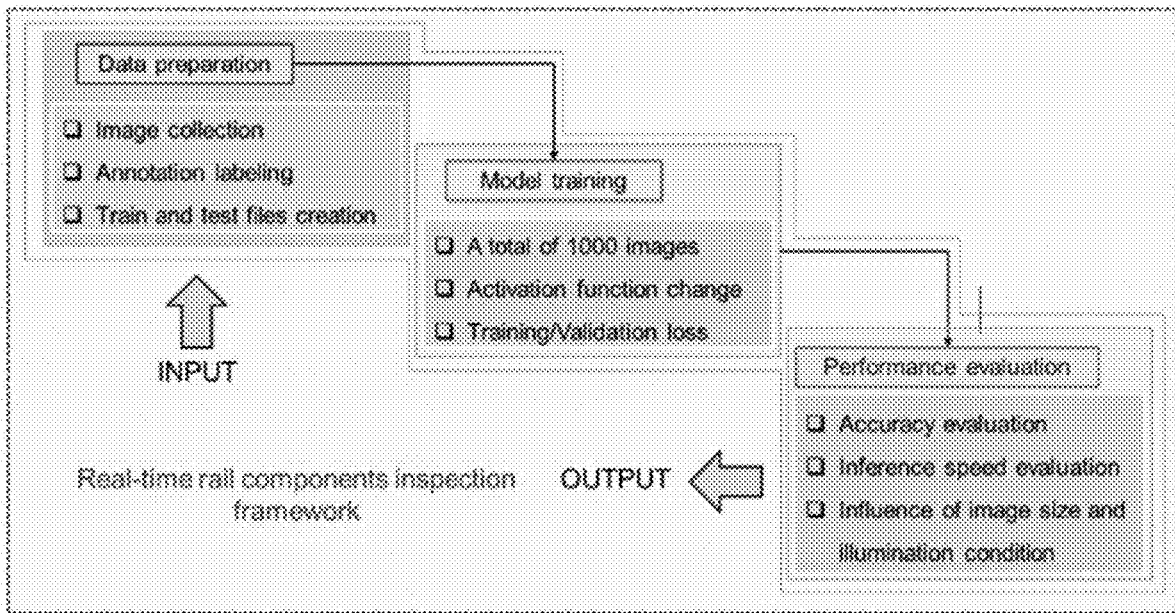 Data preparation
❑ Image collection
❑ Annotation labeling
❑ Train and test files creation
Model training
❑ A total of 1000 images
❑ Activation function change
❑ Training/Validation loss
INPUT
Performance evaluation
❑ Accuracy evaluation
❑ Inference speed evaluation
❑ Influence of image size and
illumination condition
Real-time rail components inspection
framework
OUTPUT